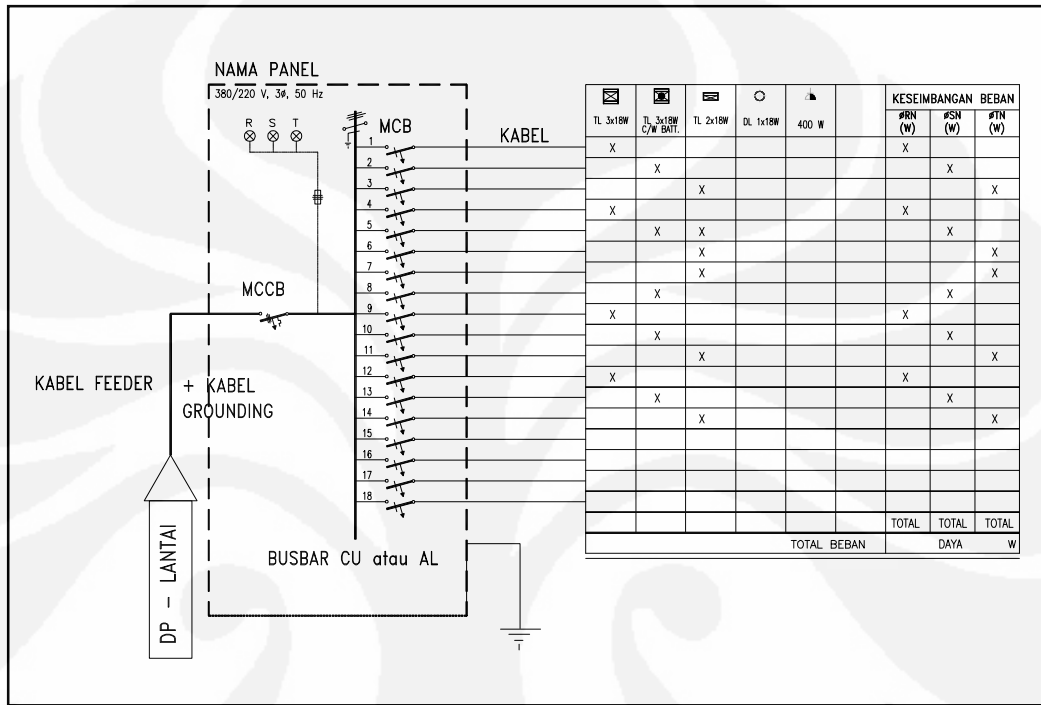 NAMA PANEL
380/220 V, 3ø, 50 Hz
R S T
MCB
KABEL
1
2
3
4
5
6
7
8
9
10
11
12
13
14
15
16
17
18
MCCB
KABEL FEEDER + KABEL
GROUNDING
DP - LANTAI
BUSBAR CU atau AL
KESEIMBANGAN BEBAN
TL 3x18W TL 3x18W C/W BATT. TL 2x18W DL 1x18W 400 W øRN (W) øSN (W) øTN (W)
X X
X X
X X
X X
X X X
X X
X X
X X
X X
X X
X X
X X
X X
X X
TOTAL TOTAL TOTAL
TOTAL BEBAN DAYA W